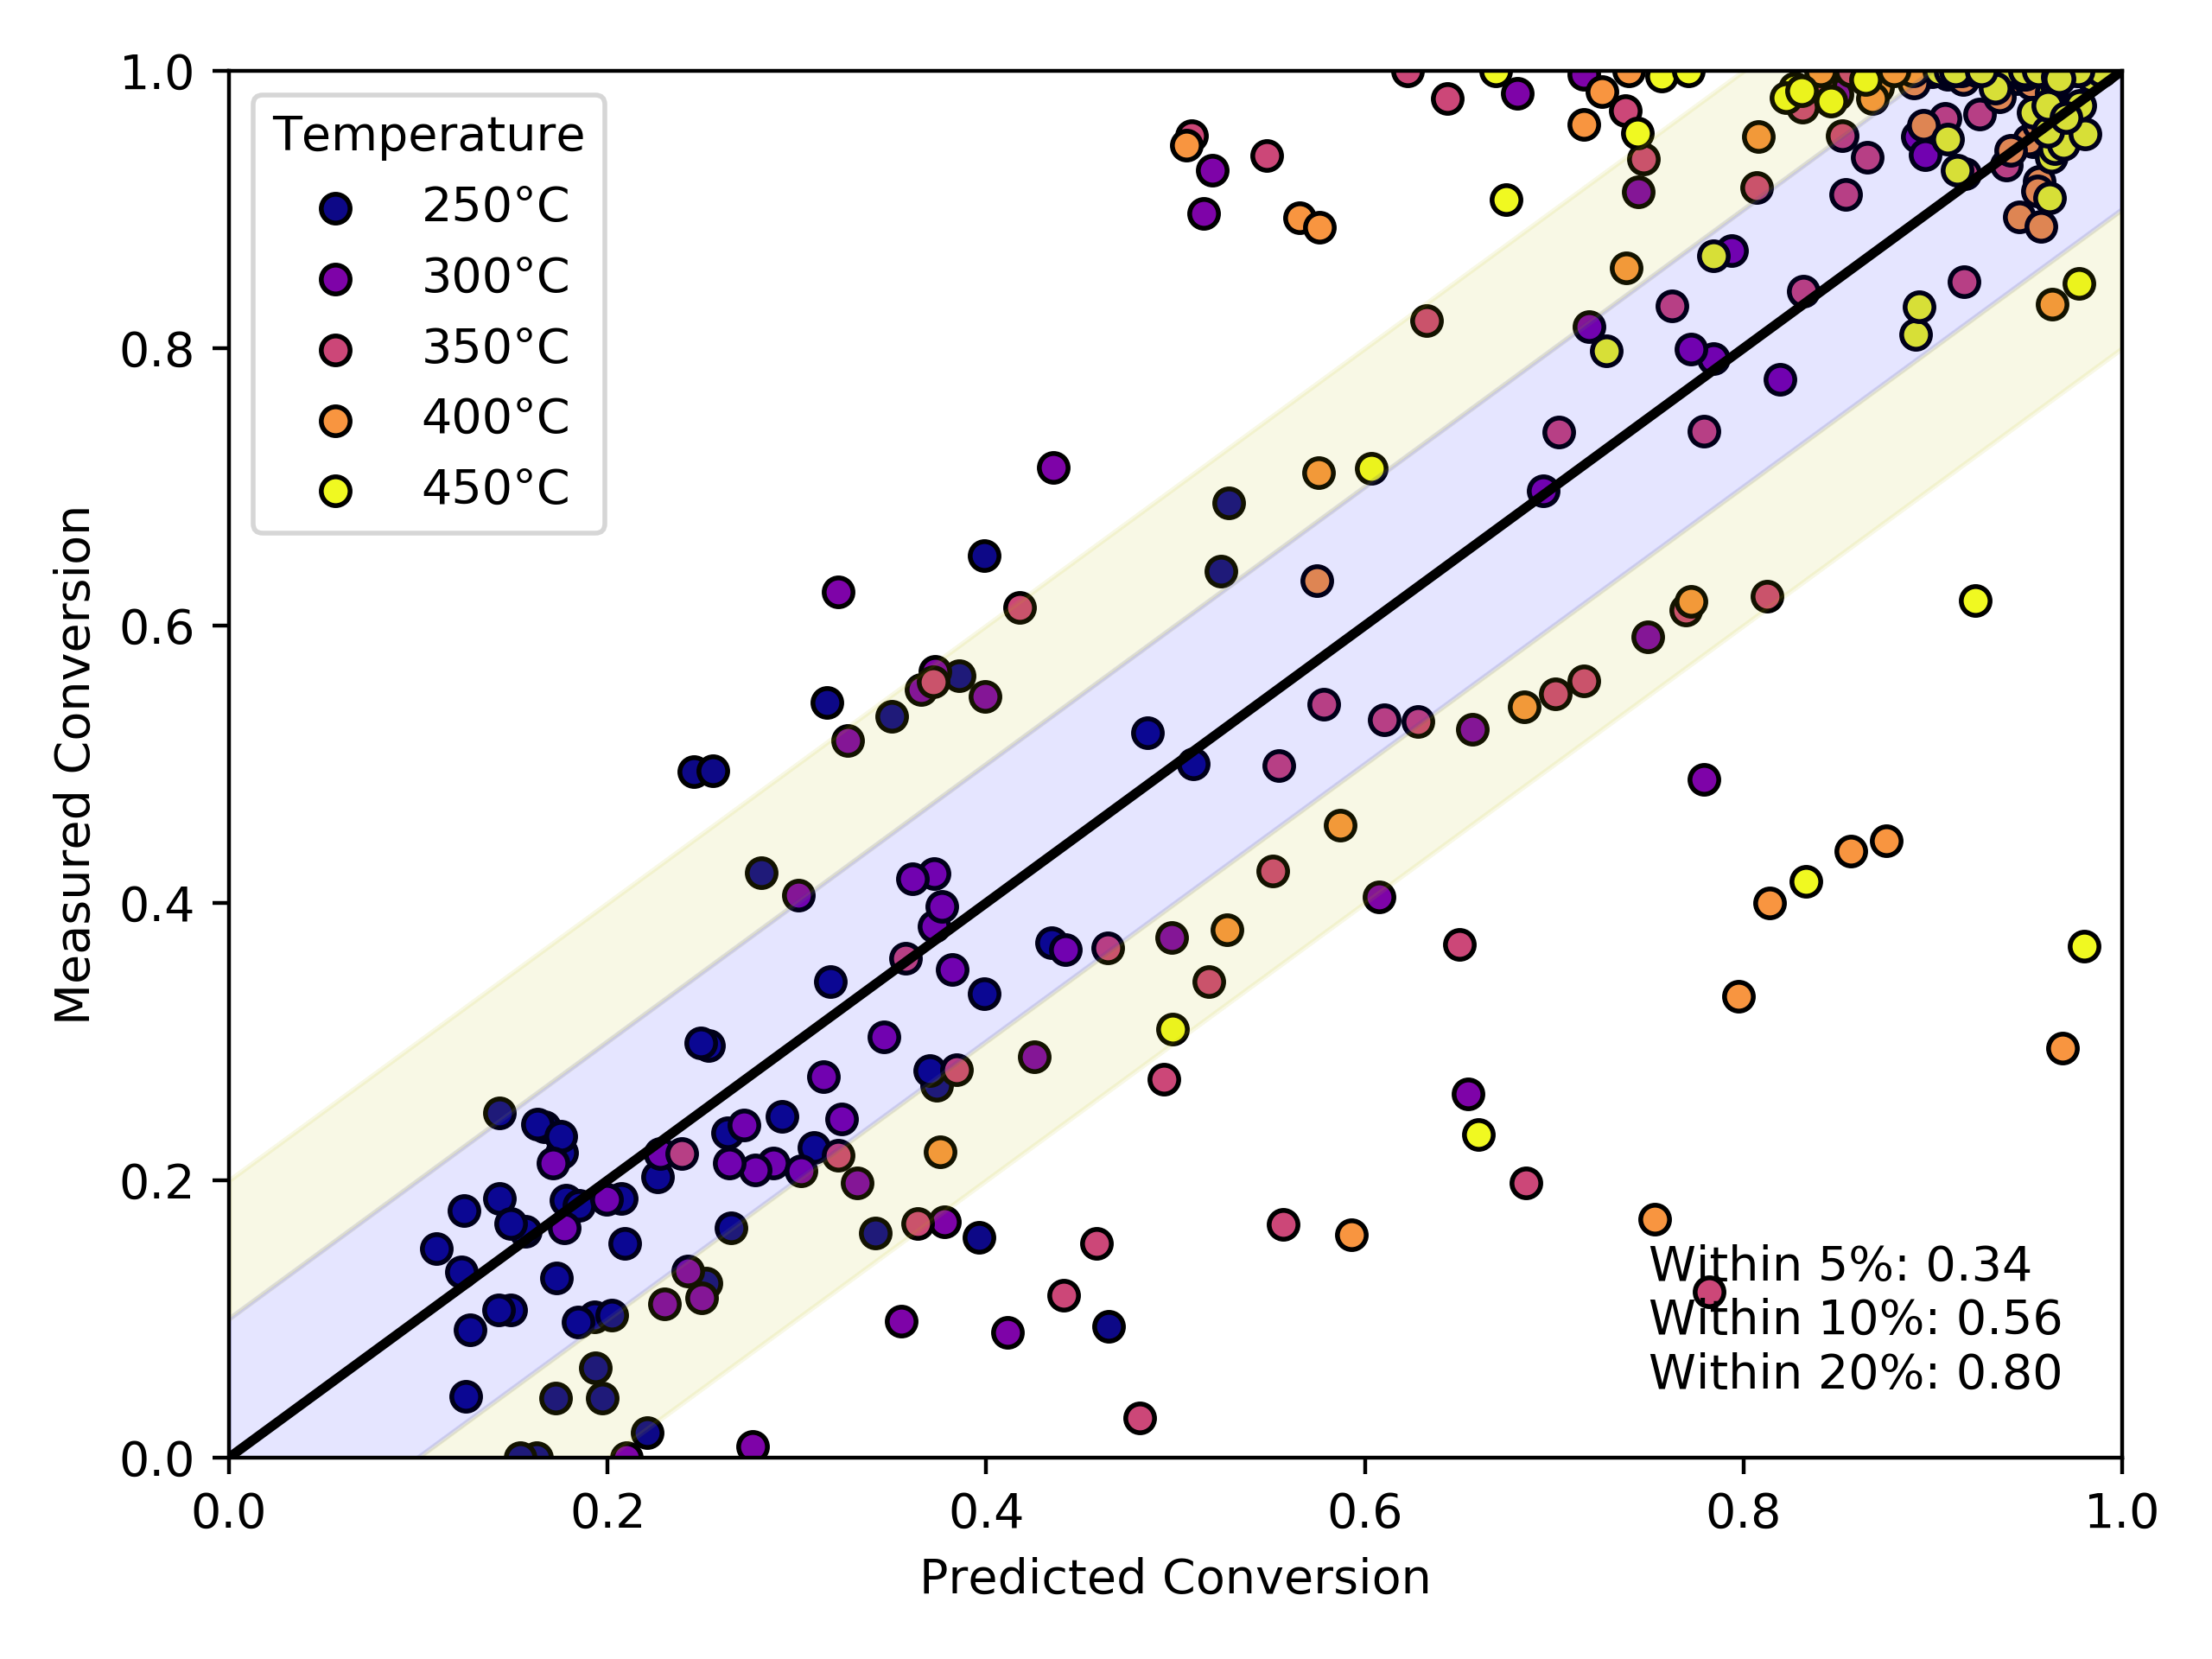 Temperature
250°C
300°C
350°C
400°C
450°C
1.0
0.8
0.6
0.4
0.2
0.0
Measured Conversion
Within 5%: 0.34
Within 10%: 0.56
Within 20%: 0.80
0.0 0.2 0.4 0.6 0.8 1.0
Predicted Conversion